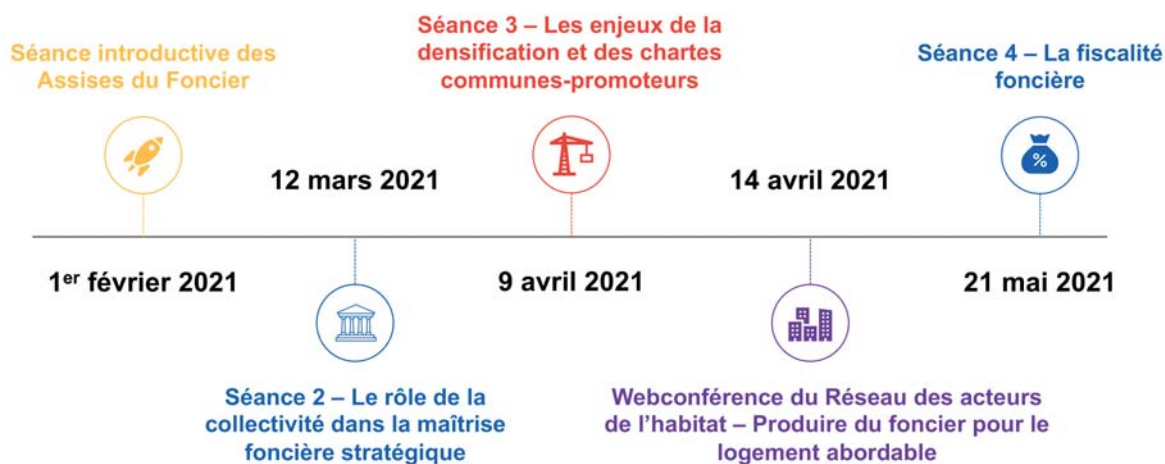 Séance introductive des
Assises du Foncier
1er février 2021
12 mars 2021
Séance 2 – Le rôle de la
collectivité dans la maîtrise
foncière stratégique
Séance 3 – Les enjeux de la
densification et des chartes
communes-promoteurs
9 avril 2021
14 avril 2021
Webconférence du Réseau des acteurs
de l’habitat – Produire du foncier pour le
logement abordable
Séance 4 – La fiscalité
foncière
%
21 mai 2021